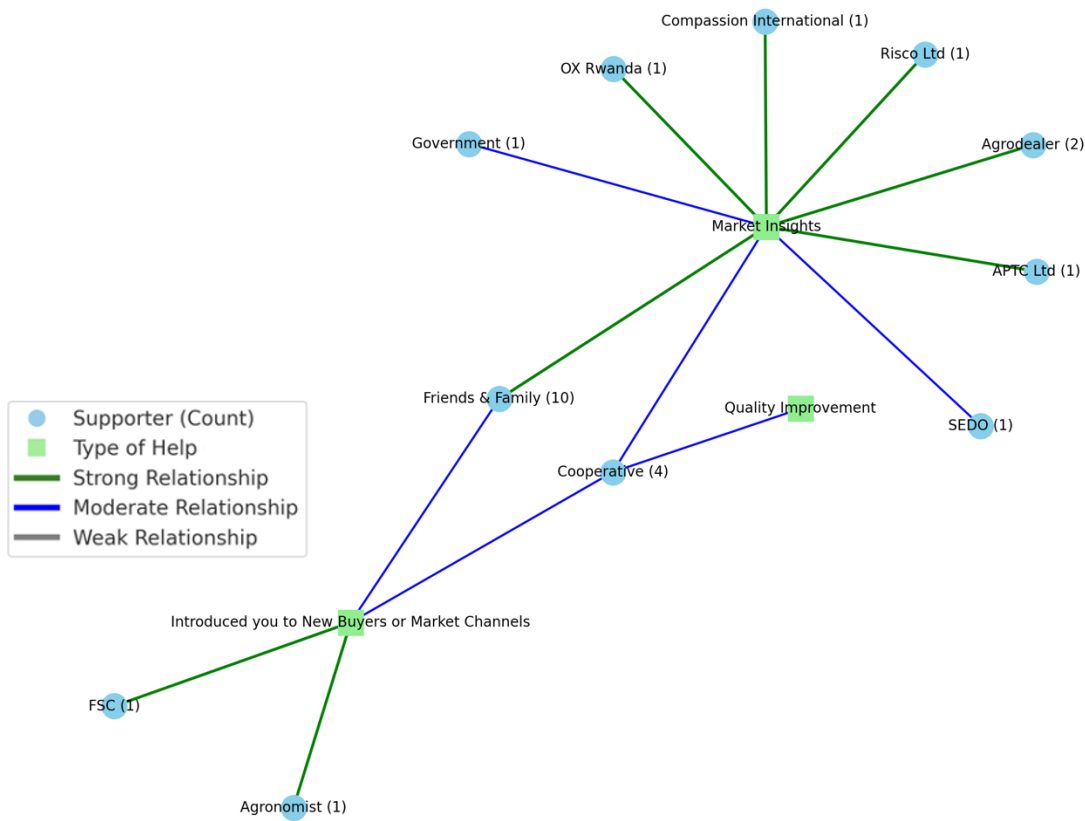 Compassion International (1)
Risco Ltd (1)
OX Rwanda (1)
Government (1)
Agrodealer (2)
Market Insights
APTC Ltd (1)
Friends & Family (10)
Quality Improvement
SEDO (1)
Cooperative (4)
Supporter (Count)
Type of Help
Strong Relationship
Moderate Relationship
Weak Relationship
Introduced you to New Buyers or Market Channels
FSC (1)
Agronomist (1)